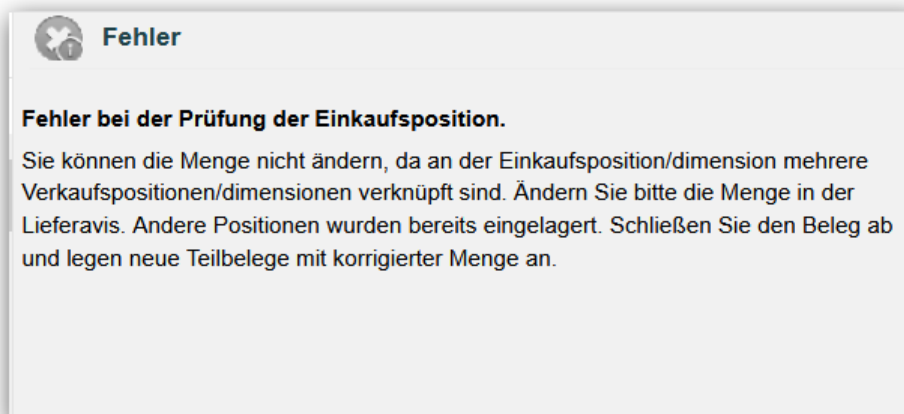 Fehler
Fehler bei der Prüfung der Einkaufsposition.
Sie können die Menge nicht ändern, da an der Einkaufsposition/dimension mehrere
Verkaufspositionen/dimensionen verknüpft sind. Ändern Sie bitte die Menge in der
Lieferavis. Andere Positionen wurden bereits eingelagert. Schließen Sie den Beleg ab
und legen neue Teilbelege mit korrigierter Menge an.